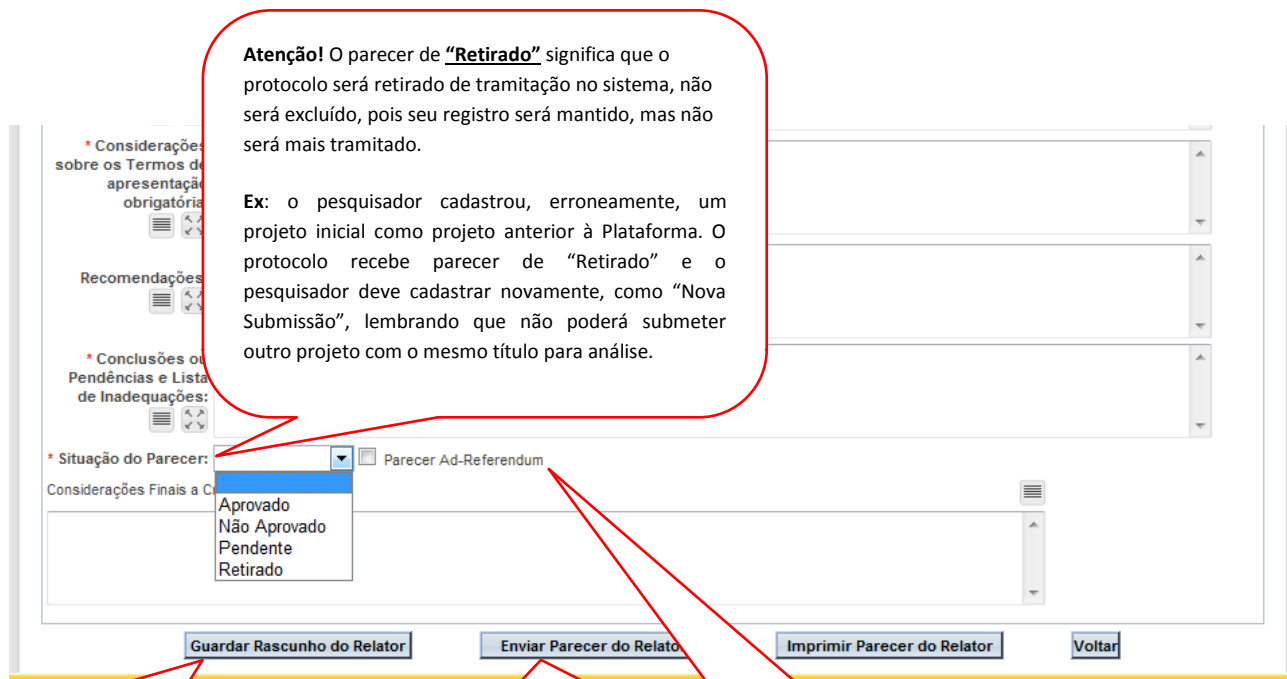 Atenção! O parecer de "Retirado" significa que o
protocolo será retirado de tramitação no sistema, não
será excluído, pois seu registro será mantido, mas não
será mais tramitado.
Ex: o pesquisador cadastrou, erroneamente, um
projeto inicial como projeto anterior à Plataforma. O
protocolo recebe parecer de “Retirado” e o
pesquisador deve cadastrar novamente, como “Nova
Submissão”, lembrando que não poderá submeter
outro projeto com o mesmo título para análise.
* Considerações
sobre os Termos de
apresentação
obrigatória
Recomendações
* Conclusões ou
Pendências e Lista
de Inadequações:
* Situação do Parecer:
Parecer Ad-Referendum
Considerações Finais a C
Aprovado
Não Aprovado
Pendente
Retirado
Guardar Rascunho do Relator
Enviar Parecer do Relator
Imprimir Parecer do Relator
Voltar